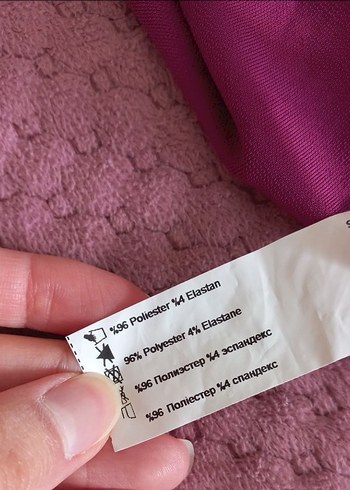 %96 Poliester %4 Elastan
96% Polyester 4% Elastane
%96 Полиэстер %4 эспандекс
%96 Поліестер %4 спандекс